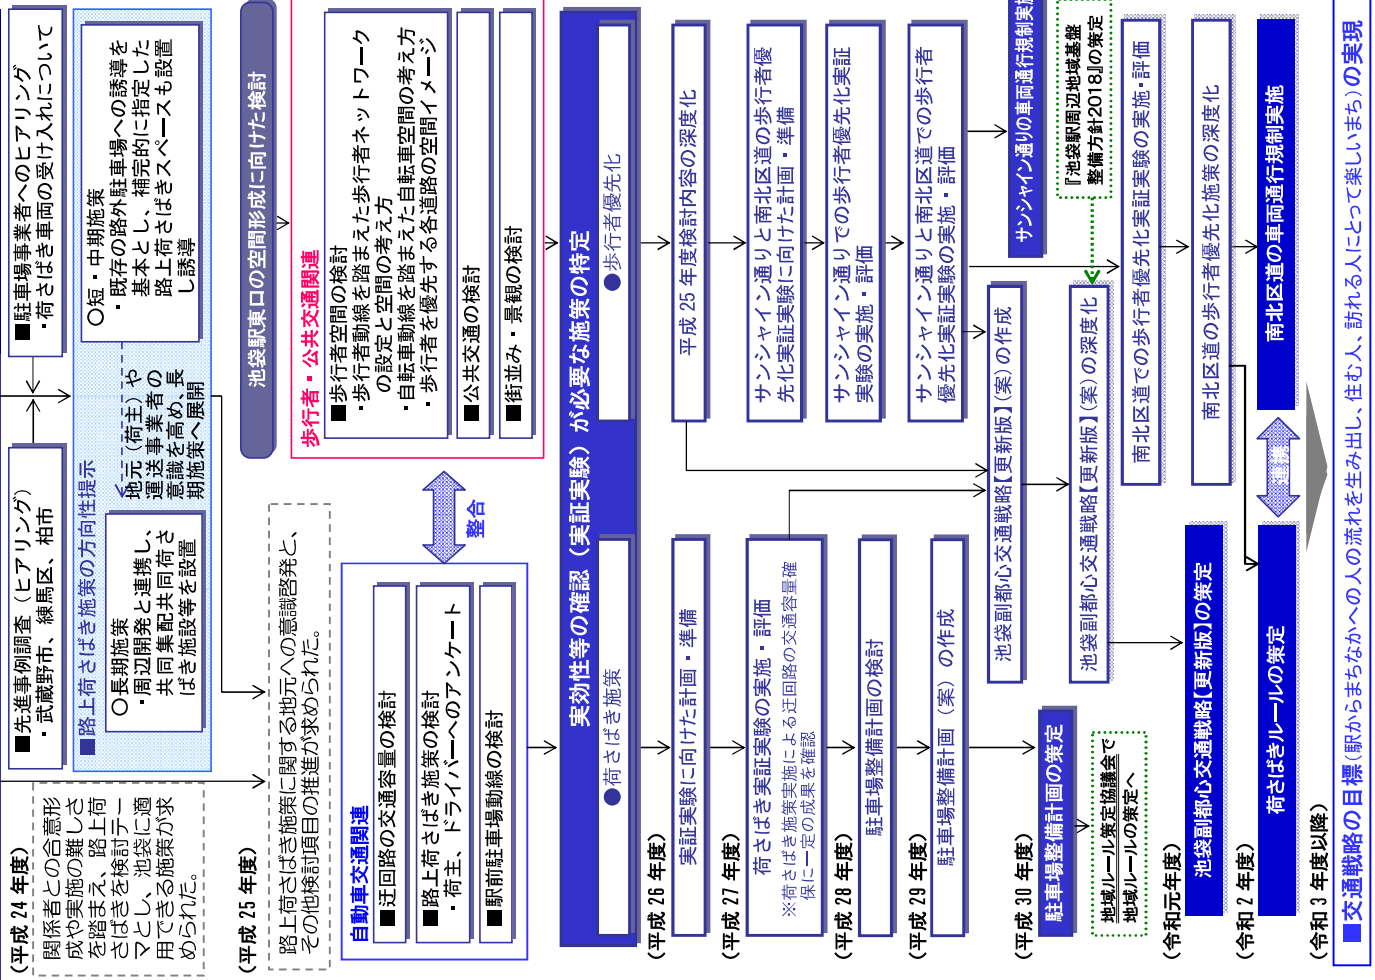 (平成 24 年度)
関係者との合意形
成や実施の難しさ
を踏まえ、路上荷
さばきを検討テー
マとし、池袋に適
用できる施策が求
められた。
■先進事例調査（ヒアリング）
・武蔵野市、練馬区、柏市
■駐車場事業者へのヒアリング
・荷さばき車両の受け入れについて
■路上荷さばき施策の方向性提示
〇長期施策
・周辺開発と連携し、
共同集配共同荷さ
ばき施設等を設置
地元（荷主）や
運送事業者の
意識を高め、長
期施策へ展開
〇短・中期施策
・既存の路外駐車場への誘導を
基本とし、補完的に指定した
路上荷さばきスペースも設置
し誘導
(平成 25 年度)
路上荷さばき施策に関する地元への意識啓発と、
その他検討項目の推進が求められた。
池袋駅東口の空間形成に向けた検討
自動車交通関連
■迂回路の交通容量の検討
■路上荷さばき施策の検討
・荷主、ドライバーへのアンケート
■駅前駐車場動線の検討
整合
歩行者・公共交通関連
■歩行者空間の検討
・歩行者動線を踏まえた歩行者ネットワーク
の設定と空間の考え方
・自転車動線を踏まえた自転車空間の考え方
・歩行者を優先する各道路の空間イメージ
■公共交通の検討
■街並み・景観の検討
実効性等の確認（実証実験）が必要な施策の特定
●荷さばき施策
●歩行者優先化
(平成 26 年度)
実証実験に向けた計画・準備
平成 25 年度検討内容の深度化
(平成 27 年度)
荷さばき実証実験の実施・評価
※荷さばき施策実施による迂回路の交通容量確
保に一定の成果を確認
サンシャイン通りと南北区道の歩行者優
先化実証実験に向けた計画・準備
(平成 28 年度)
駐車場整備計画の検討
サンシャイン通りでの歩行者優先化実証
実験の実施・評価
(平成 29 年度)
駐車場整備計画（案）の作成
サンシャイン通りと南北区道での歩行者
優先化実証実験の実施・評価
池袋副都心交通戦略【更新版】（案）の作成
(平成 30 年度)
駐車場整備計画の策定
サンシャイン通りの車両通行規制実施
池袋副都心交通戦略【更新版】（案）の深度化
『池袋駅周辺地域基盤
整備方針2018』の策定
地域ルール策定協議会で
地域ルールの策定へ
南北区道での歩行者優先化実証実験の実施・評価
(令和元年度)
池袋副都心交通戦略【更新版】の策定
南北区道の歩行者優先化施策の深度化
(令和 2 年度)
荷さばきルールの策定
連携
南北区道の車両通行規制実施
(令和 3 年度以降)
■交通戦略の目標（駅からまちなかへの人の流れを生み出し、住む人、訪れる人にとって楽しいまち）の実現